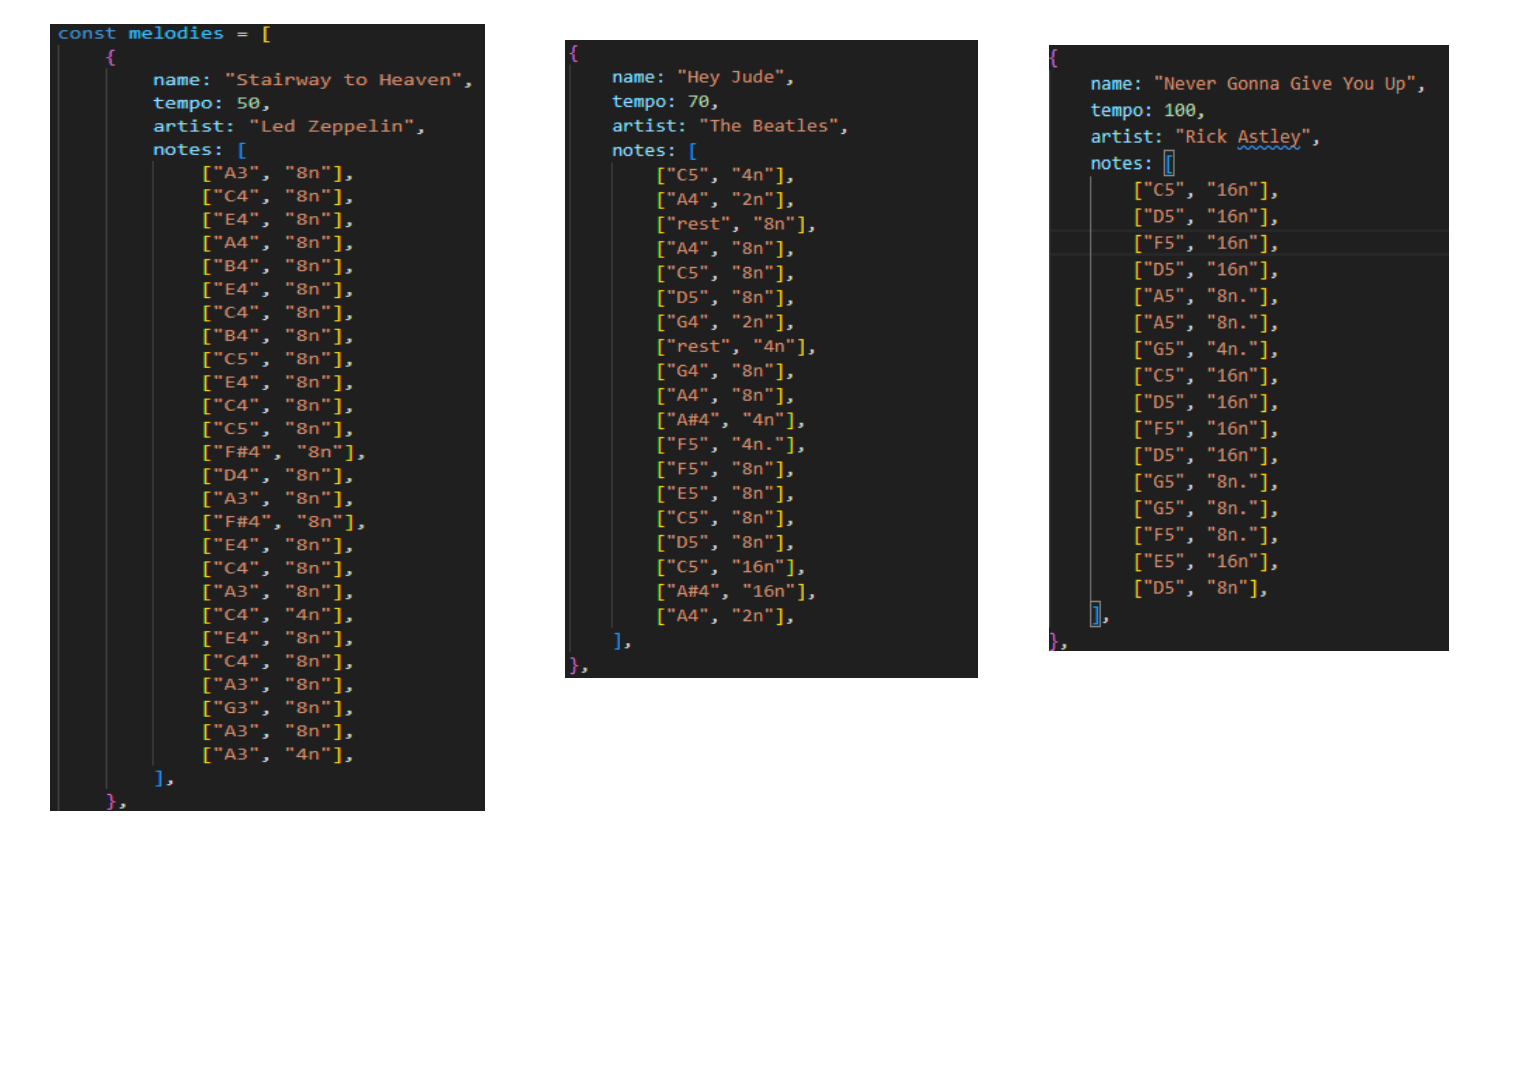 const melodies = [
{
name: "Stairway to Heaven",
tempo: 50,
artist: "Led Zeppelin",
notes: [
["A3", "8n"],
["C4", "8n"],
["E4", "8n"],
["A4", "8n"],
["B4", "8n"],
["E4", "8n"],
["C4", "8n"],
["B4", "8n"],
["C5", "8n"],
["E4", "8n"],
["C4", "8n"],
["C5", "8n"],
["F#4", "8n"],
["D4", "8n"],
["A3", "8n"],
["F#4", "8n"],
["E4", "8n"],
["C4", "8n"],
["A3", "8n"],
["C4", "4n"],
["E4", "8n"],
["C4", "8n"],
["A3", "8n"],
["G3", "8n"],
["A3", "8n"],
["A3", "4n"],
],
},
{
name: "Hey Jude",
tempo: 70,
artist: "The Beatles",
notes: [
["C5", "4n"],
["A4", "2n"],
["rest", "8n"],
["A4", "8n"],
["C5", "8n"],
["D5", "8n"],
["G4", "2n"],
["rest", "4n"],
["G4", "8n"],
["A4", "8n"],
["A#4", "4n"],
["F5", "4n."],
["F5", "8n"],
["E5", "8n"],
["C5", "8n"],
["D5", "8n"],
["C5", "16n"],
["A#4", "16n"],
["A4", "2n"],
],
},
{
name: "Never Gonna Give You Up",
tempo: 100,
artist: "Rick Astley",
notes: [
["C5", "16n"],
["D5", "16n"],
["F5", "16n"],
["D5", "16n"],
["A5", "8n."],
["A5", "8n."],
["G5", "4n."],
["C5", "16n"],
["D5", "16n"],
["F5", "16n"],
["D5", "16n"],
["G5", "8n."],
["G5", "8n."],
["F5", "8n."],
["E5", "16n"],
["D5", "8n"],
],
},